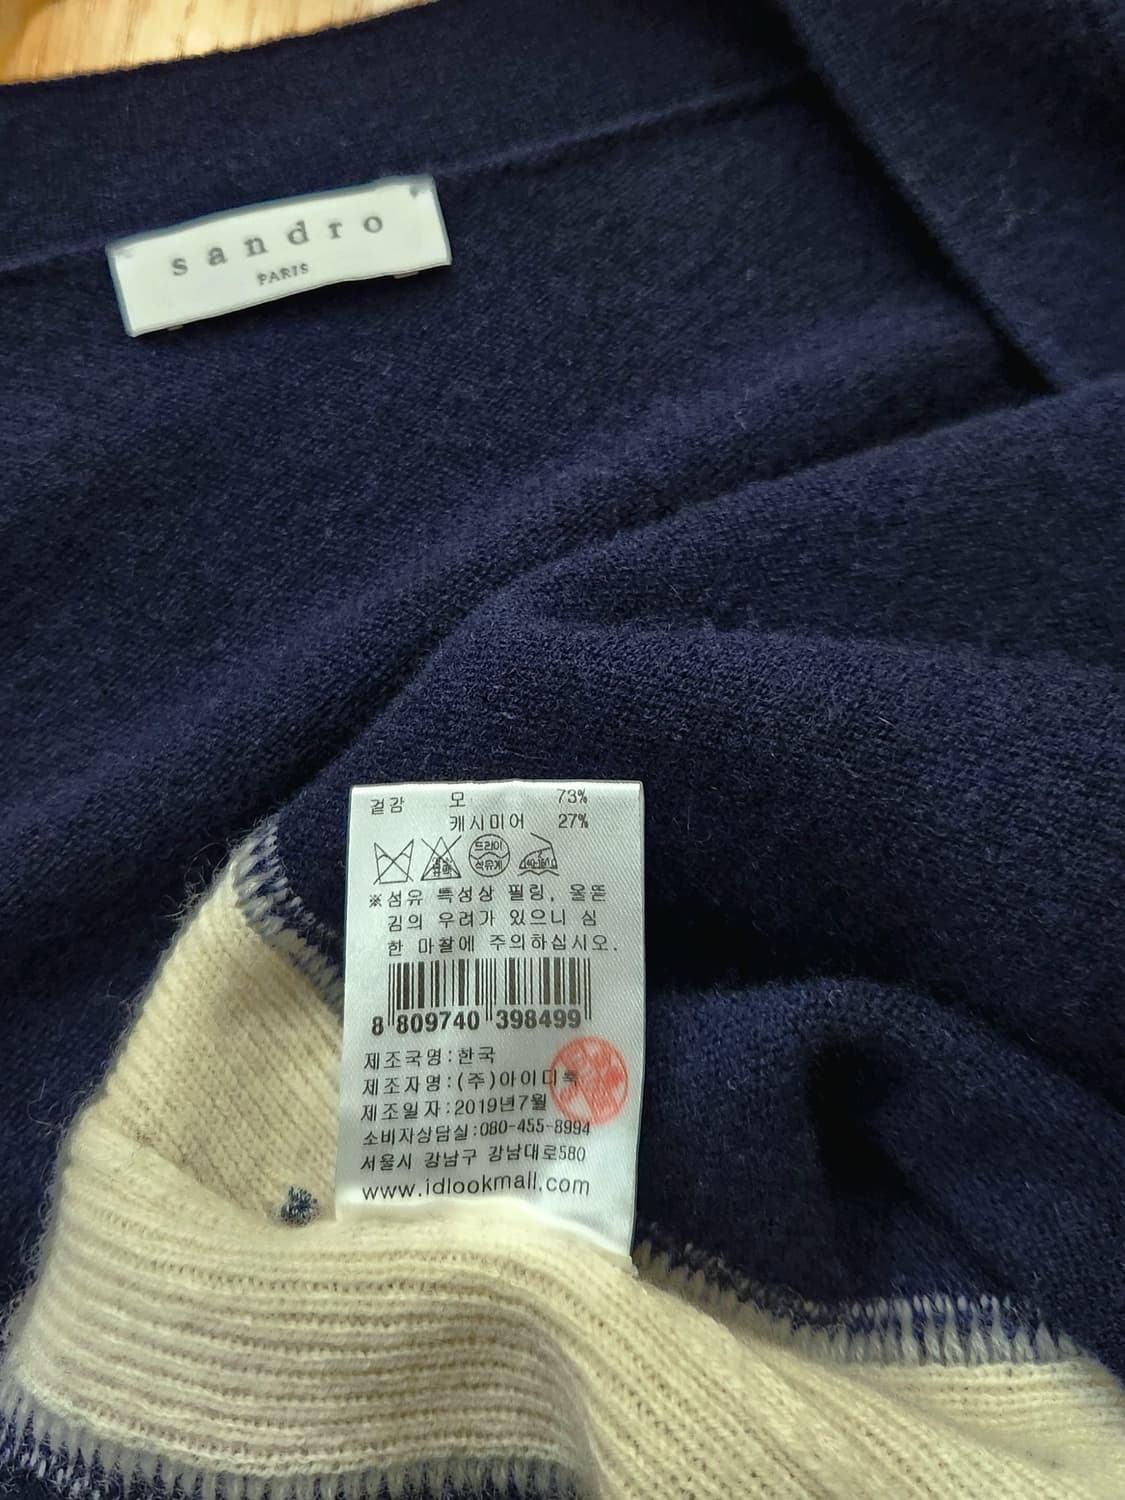 sandro
PARIS
겉감 모 73%
캐시미어 27%
드라이
석유계
※섬유 특성상 필링, 올뜯
김의 우려가 있으니 심
한 마찰에 주의하십시오.
8 809740 398499
제조국명:한국
제조자명:(주)아이디룩
제조일자:2019년7월
소비자상담실:080-455-8994
서울시 강남구 강남대로580
www.idlookmall.com